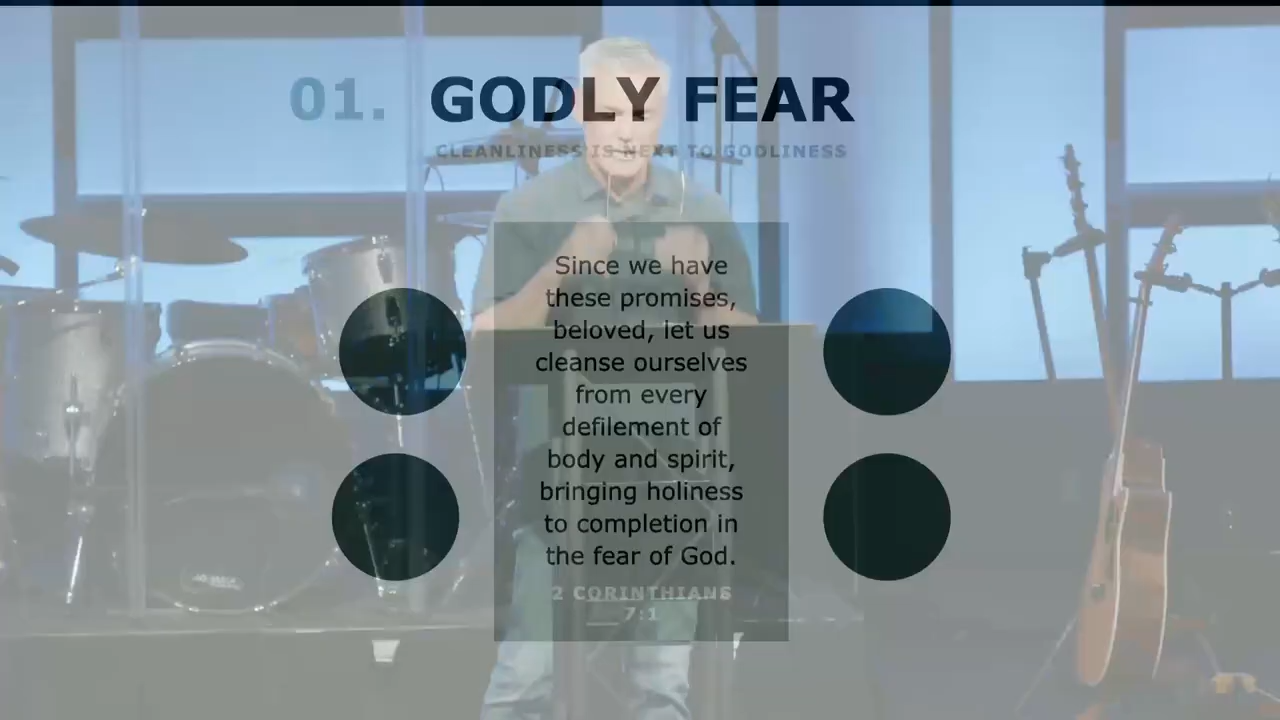 01. GODLY FEAR
CLEANLINESS IS NEXT TO GODLINESS
Since we have
these promises,
beloved, let us
cleanse ourselves
from every
defilement of
body and spirit,
bringing holiness
to completion in
the fear of God.
2 CORINTHIANS
7:1